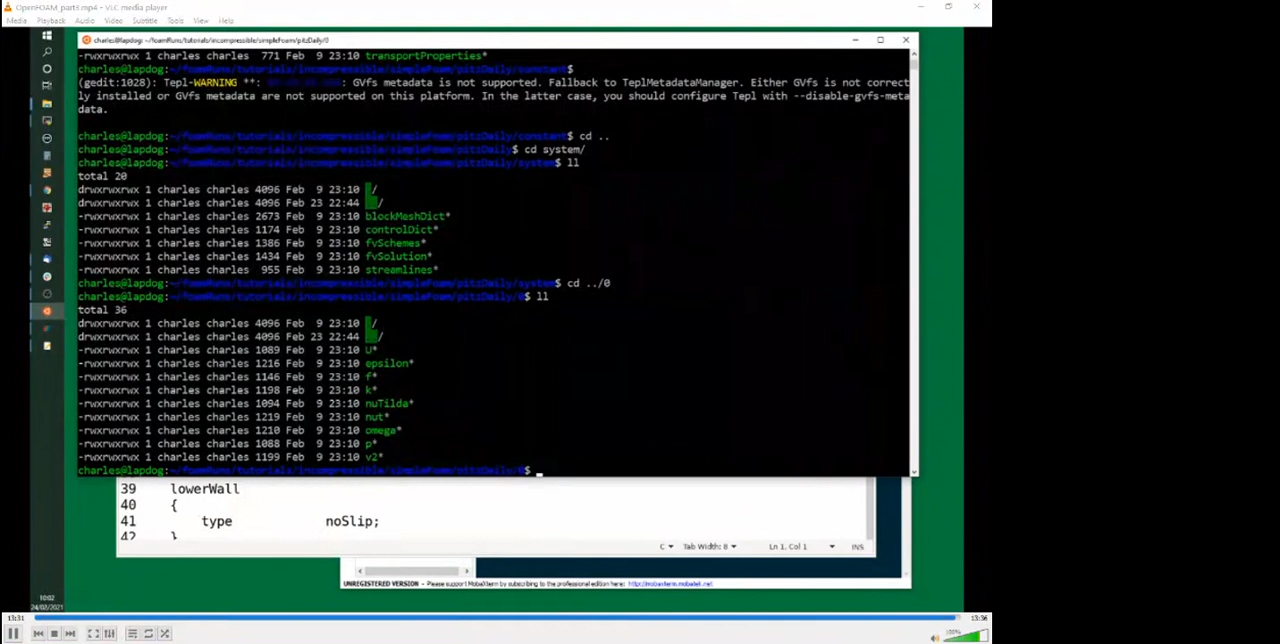 OpenFOAM_part3.mp4 - VLC media player
Media Playback Audio Video Subtitle Tools View Help
charles@lapdog: ~/foamRuns/tutorials/incompressible/simpleFoam/pitzDaily/0
-rwxrwxrwx 1 charles charles 771 Feb 9 23:10 transportProperties*
charles@lapdog:~/foamRuns/tutorials/incompressible/simpleFoam/pitzDaily/constant$
(gedit:1028): Tepl-WARNING **: : GVfs metadata is not supported. Fallback to TeplMetadataManager. Either GVfs is not correct
ly installed or GVfs metadata are not supported on this platform. In the latter case, you should configure Tepl with --disable-gvfs-meta
data.
charles@lapdog:~/foamRuns/tutorials/incompressible/simpleFoam/pitzDaily/constant$ cd ..
charles@lapdog:~/foamRuns/tutorials/incompressible/simpleFoam/pitzDaily$ cd system/
charles@lapdog:~/foamRuns/tutorials/incompressible/simpleFoam/pitzDaily/system$ ll
total 20
drwxrwxrwx 1 charles charles 4096 Feb 9 23:10 ./
drwxrwxrwx 1 charles charles 4096 Feb 23 22:44 ../
-rwxrwxrwx 1 charles charles 2673 Feb 9 23:10 blockMeshDict*
-rwxrwxrwx 1 charles charles 1174 Feb 9 23:10 controlDict*
-rwxrwxrwx 1 charles charles 1386 Feb 9 23:10 fvSchemes*
-rwxrwxrwx 1 charles charles 1434 Feb 9 23:10 fvSolution*
-rwxrwxrwx 1 charles charles 955 Feb 9 23:10 streamlines*
charles@lapdog:~/foamRuns/tutorials/incompressible/simpleFoam/pitzDaily/system$ cd ../0
charles@lapdog:~/foamRuns/tutorials/incompressible/simpleFoam/pitzDaily/0$ ll
total 36
drwxrwxrwx 1 charles charles 4096 Feb 9 23:10 ./
drwxrwxrwx 1 charles charles 4096 Feb 23 22:44 ../
-rwxrwxrwx 1 charles charles 1089 Feb 9 23:10 U*
-rwxrwxrwx 1 charles charles 1216 Feb 9 23:10 epsilon*
-rwxrwxrwx 1 charles charles 1146 Feb 9 23:10 f*
-rwxrwxrwx 1 charles charles 1198 Feb 9 23:10 k*
-rwxrwxrwx 1 charles charles 1094 Feb 9 23:10 nuTilda*
-rwxrwxrwx 1 charles charles 1219 Feb 9 23:10 nut*
-rwxrwxrwx 1 charles charles 1210 Feb 9 23:10 omega*
-rwxrwxrwx 1 charles charles 1088 Feb 9 23:10 p*
-rwxrwxrwx 1 charles charles 1199 Feb 9 23:10 v2*
charles@lapdog:~/foamRuns/tutorials/incompressible/simpleFoam/pitzDaily/0$
39 lowerWall
40 {
41 type noSlip;
42 }
C Tab Width: 8 Ln 1, Col 1 INS
UNREGISTERED VERSION - Please support MobaXterm by subscribing to the professional edition here: http://mobaxterm.mobatek.net
10:02
24/02/2021
13:31 13:36
100%